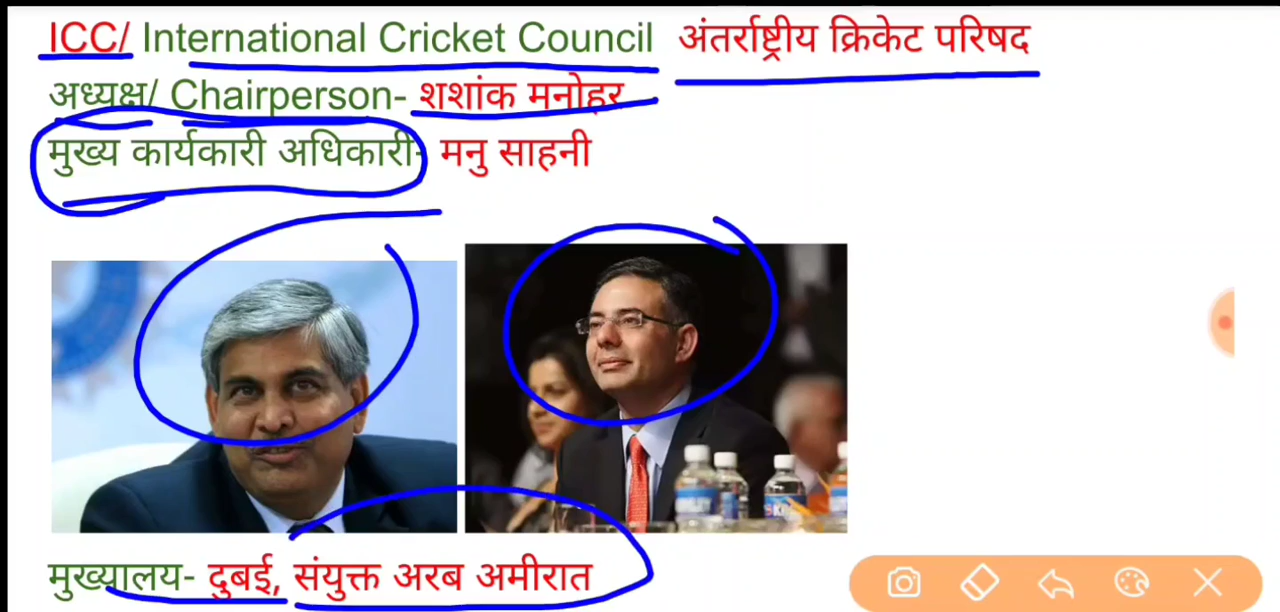 ICC/ International Cricket Council अंतर्राष्ट्रीय क्रिकेट परिषद
अध्यक्ष/ Chairperson- शशांक मनोहर
मुख्य कार्यकारी अधिकारी- मनु साहनी
मुख्यालय- दुबई, संयुक्त अरब अमीरात